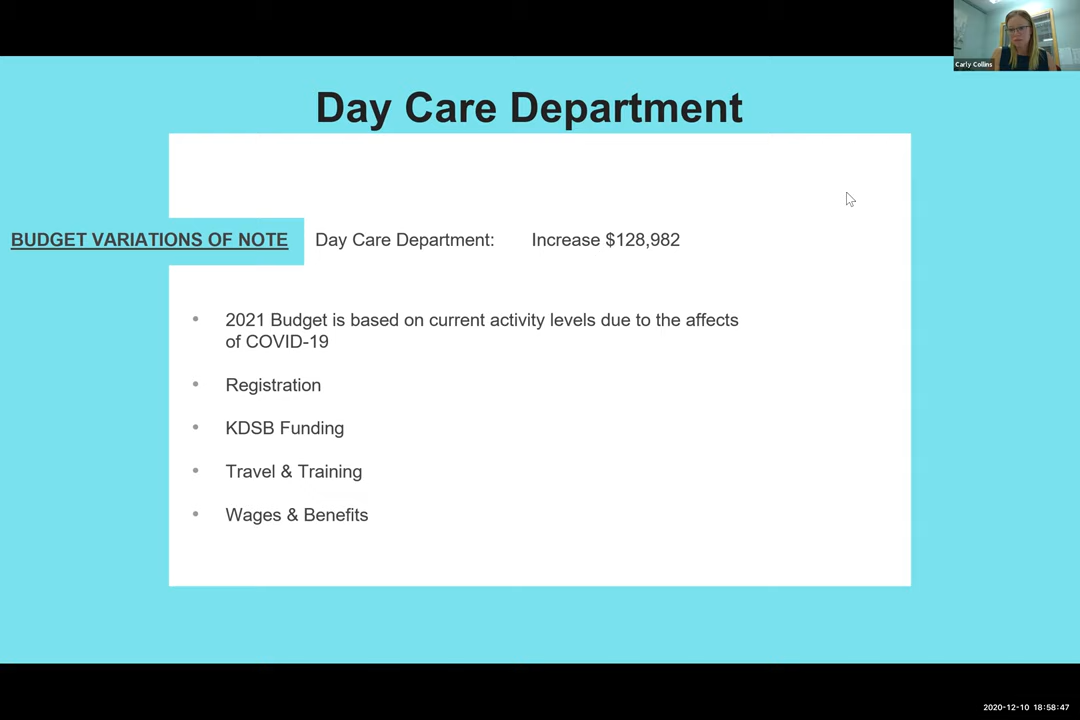 Carly Collins
Day Care Department
BUDGET VARIATIONS OF NOTE Day Care Department: Increase $128,982
• 2021 Budget is based on current activity levels due to the affects
of COVID-19
• Registration
• KDSB Funding
• Travel & Training
• Wages & Benefits
2020-12-10 18:58:47